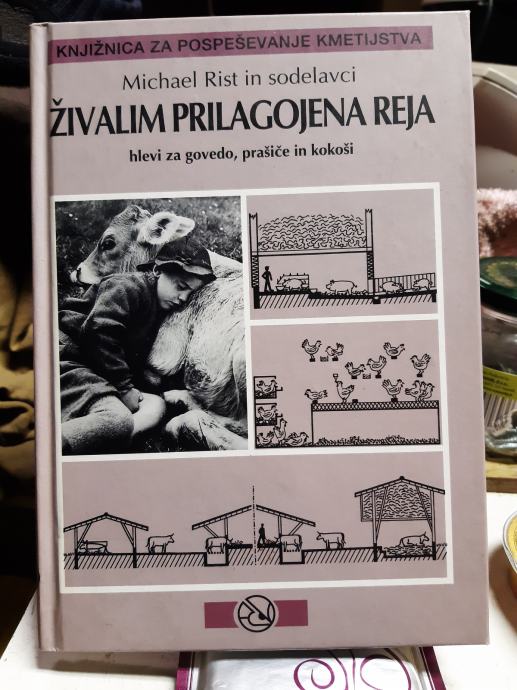 KNJIŽNICA ZA POSPEŠEVANJE KMETIJSTVA
Michael Rist in sodelavci
ŽIVALIM PRILAGOJENA REJA
hlevi za govedo, prašiče in kokoši